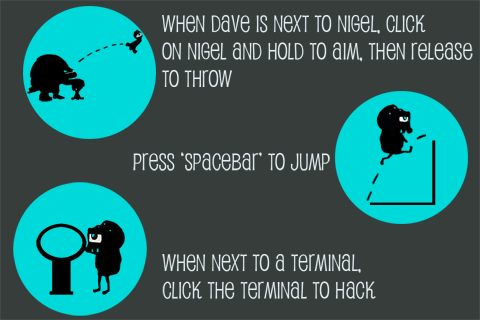 WHEN DAVE IS NEXT TO NIGEL, CLICK
ON NIGEL AND HOLD TO AIM, THEN RELEASE
TO THROW
PRESS 'SPACEBAR' TO JUMP
WHEN NEXT TO A TERMINAL,
CLICK THE TERMINAL TO HACK